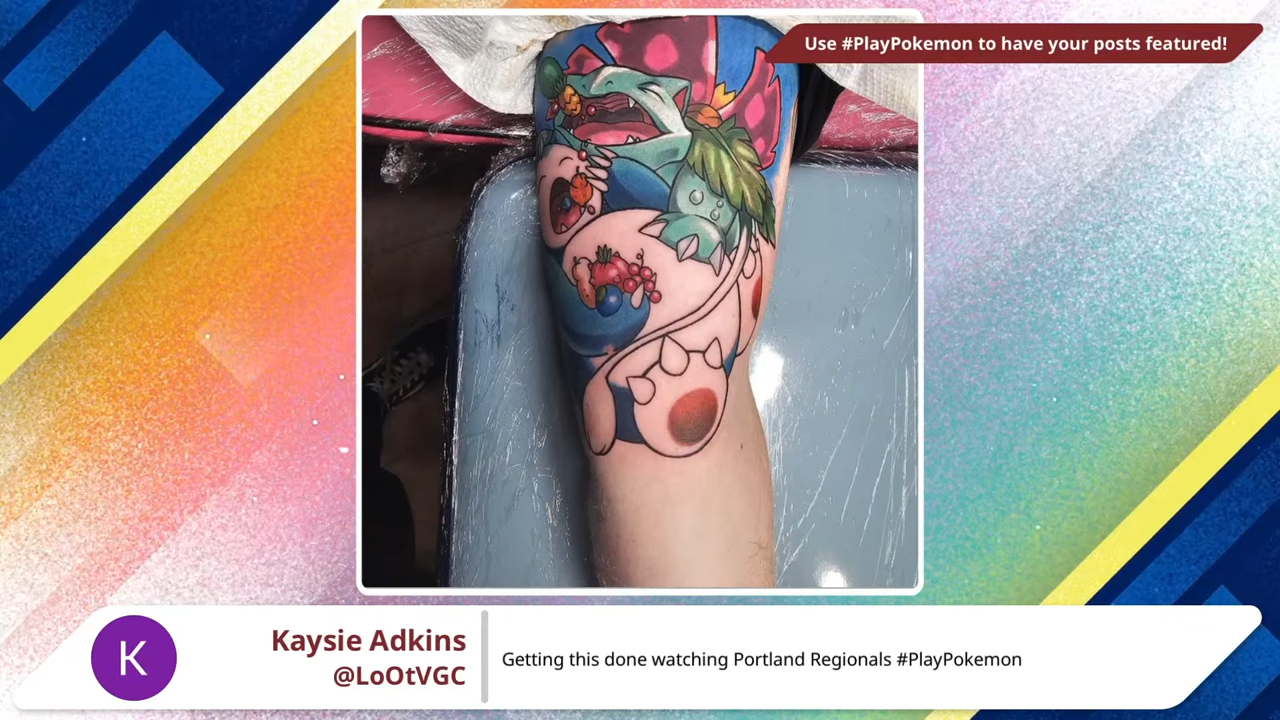 Use #PlayPokemon to have your posts featured!
K
Kaysie Adkins
@LoOtVGC
Getting this done watching Portland Regionals #PlayPokemon